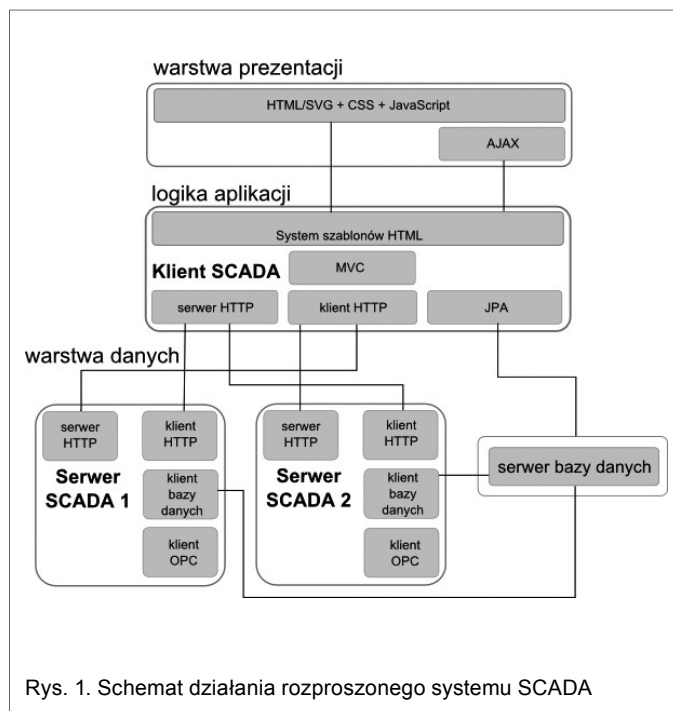 warstwa prezentacji
HTML/SVG + CSS + JavaScript
AJAX
logika aplikacji
System szablonów HTML
Klient SCADA
MVC
serwer HTTP
klient HTTP
JPA
warstwa danych
serwer
HTTP
klient
HTTP
Serwer
SCADA 1
klient
bazy
danych
klient
OPC
serwer
HTTP
klient
HTTP
Serwer
SCADA 2
klient
bazy
danych
klient
OPC
serwer bazy danych
Rys. 1. Schemat działania rozproszonego systemu SCADA